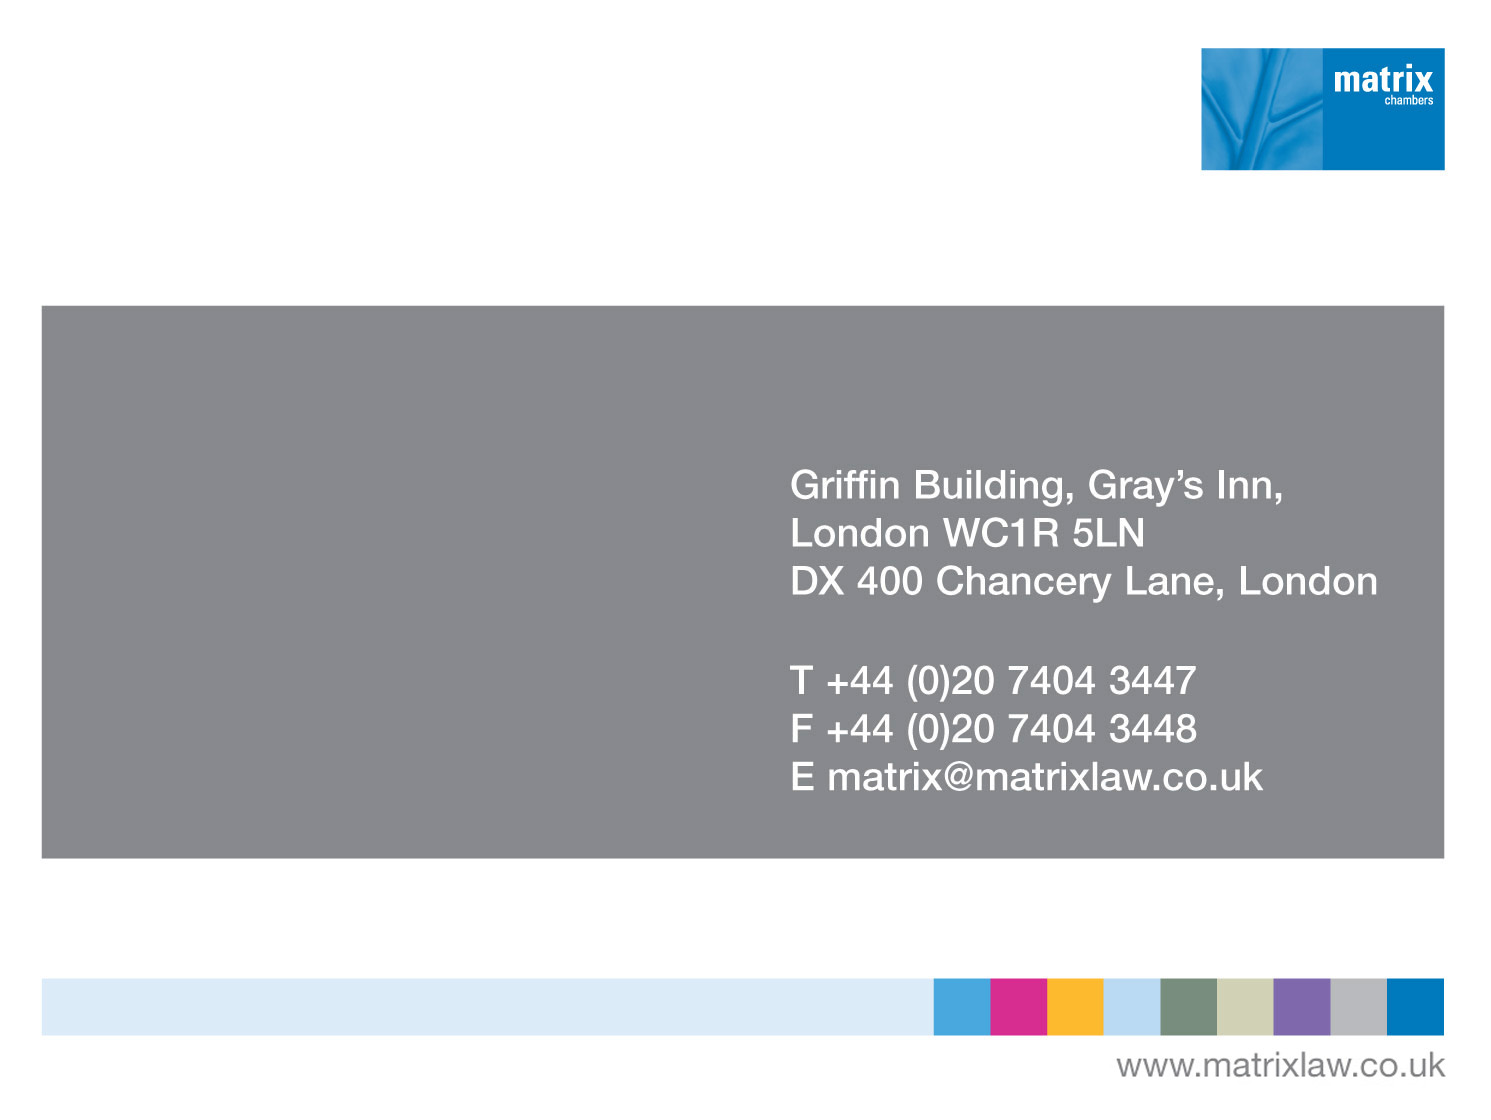 matrix
chambers
Griffin Building, Gray’s Inn,
London WC1R 5LN
DX 400 Chancery Lane, London
T +44 (0)20 7404 3447
F +44 (0)20 7404 3448
E matrix@matrixlaw.co.uk
www.matrixlaw.co.uk